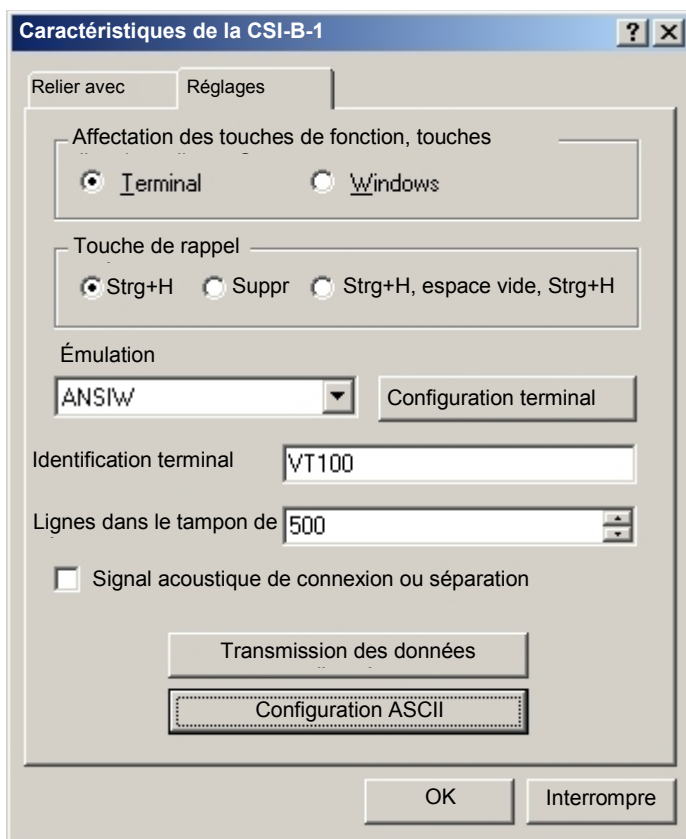 Caractéristiques de la CSI-B-1
Relier avec
Réglages
Affectation des touches de fonction, touches
Terminal
Windows
Touche de rappel
Strg+H
Suppr
Strg+H, espace vide, Strg+H
Émulation
ANSIW
Configuration terminal
Identification terminal
VT100
Lignes dans le tampon de
500
Signal acoustique de connexion ou séparation
Transmission des données
Configuration ASCII
OK
Interrompre